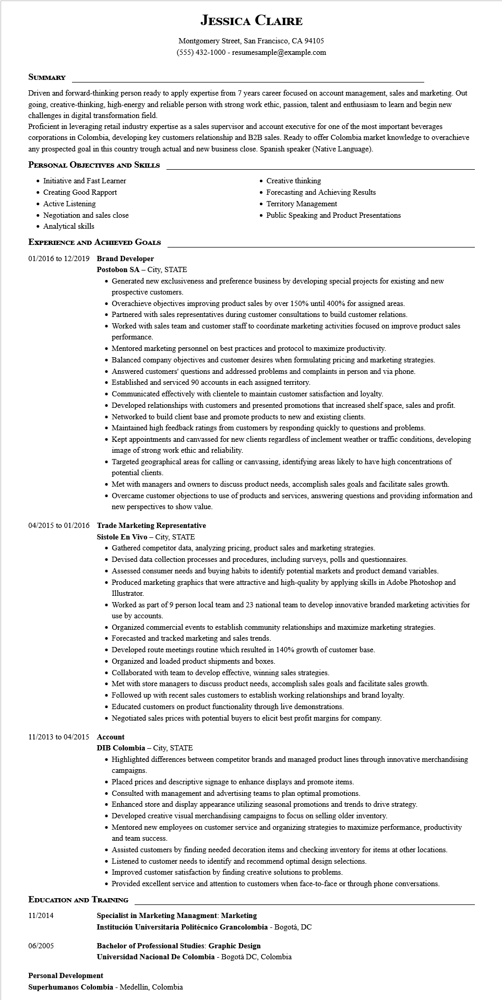 Jessica Claire
Montgomery Street, San Francisco, CA 94105
(555) 432-1000 - resumesample@example.com
Summary
Driven and forward-thinking person ready to apply expertise from 7 years career focused on account management, sales and marketing. Out
going, creative-thinking, high-energy and reliable person with strong work ethic, passion, talent and enthusiasm to learn and begin new
challenges in digital transformation field.
Proficient in leveraging retail industry expertise as a sales supervisor and account executive for one of the most important beverages
corporations in Colombia, developing key customers relationship and B2B sales. Ready to offer Colombia market knowledge to overachieve
any prospected goal in this country trough actual and new business close. Spanish speaker (Native Language).
Personal Objectives and Skills
• Initiative and Fast Learner
• Creating Good Rapport
• Active Listening
• Negotiation and sales close
• Analytical skills
• Creative thinking
• Forecasting and Achieving Results
• Territory Management
• Public Speaking and Product Presentations
Experience and Achieved Goals
01/2016 to 12/2019 Brand Developer
Postobon SA – City, STATE
• Generated new exclusiveness and preference business by developing special projects for existing and new
prospective customers.
• Overachieve objectives improving product sales by over 150% until 400% for assigned areas.
• Partnered with sales representatives during customer consultations to build customer relations.
• Worked with sales team and customer staff to coordinate marketing activities focused on improve product sales
performance.
• Mentored marketing personnel on best practices and protocol to maximize productivity.
• Balanced company objectives and customer desires when formulating pricing and marketing strategies.
• Answered customers' questions and addressed problems and complaints in person and via phone.
• Established and serviced 90 accounts in each assigned territory.
• Communicated effectively with clientele to maintain customer satisfaction and loyalty.
• Developed relationships with customers and presented promotions that increased shelf space, sales and profit.
• Networked to build client base and promote products to new and existing clients.
• Maintained high feedback ratings from customers by responding quickly to questions and problems.
• Kept appointments and canvassed for new clients regardless of inclement weather or traffic conditions, developing
image of strong work ethic and reliability.
• Targeted geographical areas for calling or canvassing, identifying areas likely to have high concentrations of
potential clients.
• Met with managers and owners to discuss product needs, accomplish sales goals and facilitate sales growth.
• Overcame customer objections to use of products and services, answering questions and providing information and
new perspectives to show value.
04/2015 to 01/2016 Trade Marketing Representative
Sistole En Vivo – City, STATE
• Gathered competitor data, analyzing pricing, product sales and marketing strategies.
• Devised data collection processes and procedures, including surveys, polls and questionnaires.
• Assessed consumer needs and buying habits to identify potential markets and product demand variables.
• Produced marketing graphics that were attractive and high-quality by applying skills in Adobe Photoshop and
Illustrator.
• Worked as part of 9 person local team and 23 national team to develop innovative branded marketing activities for
use by accounts.
• Organized commercial events to establish community relationships and maximize marketing strategies.
• Forecasted and tracked marketing and sales trends.
• Developed route meetings routine which resulted in 140% growth of customer base.
• Organized and loaded product shipments and boxes.
• Collaborated with team to develop effective, winning sales strategies.
• Met with store managers to discuss product needs, accomplish sales goals and facilitate sales growth.
• Followed up with recent sales customers to establish working relationships and brand loyalty.
• Educated customers on product functionality through live demonstrations.
• Negotiated sales prices with potential buyers to elicit best profit margins for company.
11/2013 to 04/2015 Account
DIB Colombia – City, STATE
• Highlighted differences between competitor brands and managed product lines through innovative merchandising
campaigns.
• Placed prices and descriptive signage to enhance displays and promote items.
• Consulted with management and advertising teams to plan optimal promotions.
• Enhanced store and display appearance utilizing seasonal promotions and trends to drive strategy.
• Developed creative visual merchandising campaigns to focus on selling older inventory.
• Mentored new employees on customer service and organizing strategies to maximize performance, productivity
and team success.
• Assisted customers by finding needed decoration items and checking inventory for items at other locations.
• Listened to customer needs to identify and recommend optimal design selections.
• Improved customer satisfaction by finding creative solutions to problems.
• Provided excellent service and attention to customers when face-to-face or through phone conversations.
Education and Training
11/2014 Specialist in Marketing Managment: Marketing
Institución Universitaria Politécnico Grancolombia - Bogotá, DC
06/2005 Bachelor of Professional Studies: Graphic Design
Universidad Nacional De Colombia - Bogotá DC, Colombia
Personal Development
Superhumanos Colombia - Medellín, Colombia